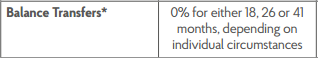 Balance Transfers*
0% for either 18, 26 or 41
months, depending on
individual circumstances